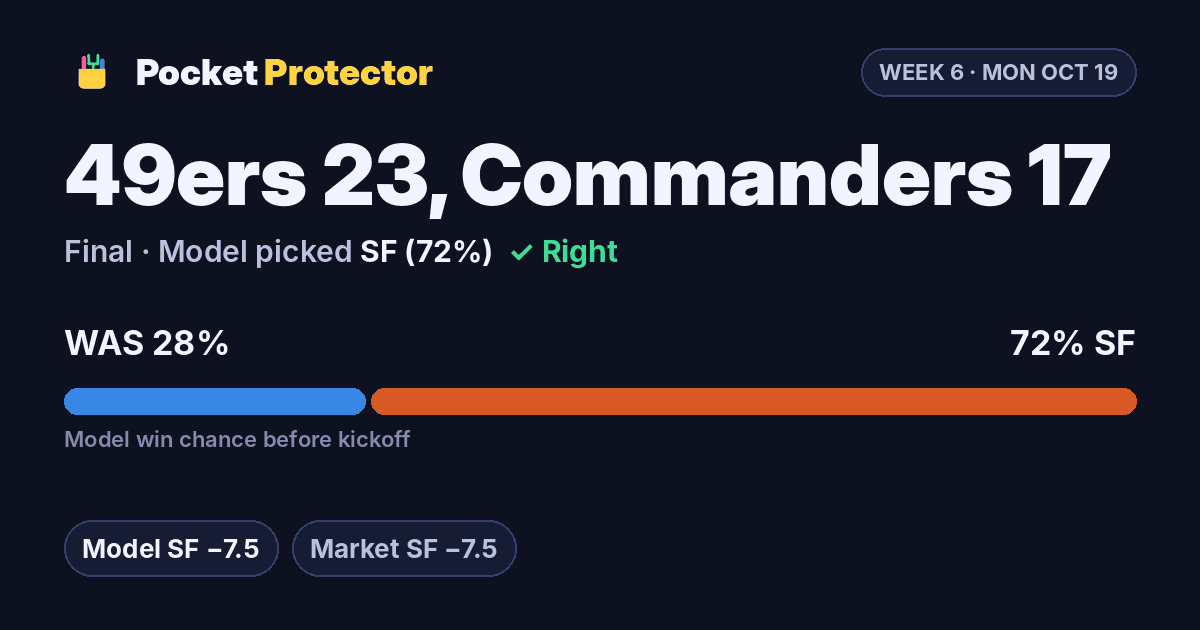 Pocket Protector
WEEK 6 · MON OCT 19
49ers 23, Commanders 17
Final · Model picked SF (72%) ✓ Right
WAS 28%
72% SF
Model win chance before kickoff
Model SF −7.5
Market SF −7.5